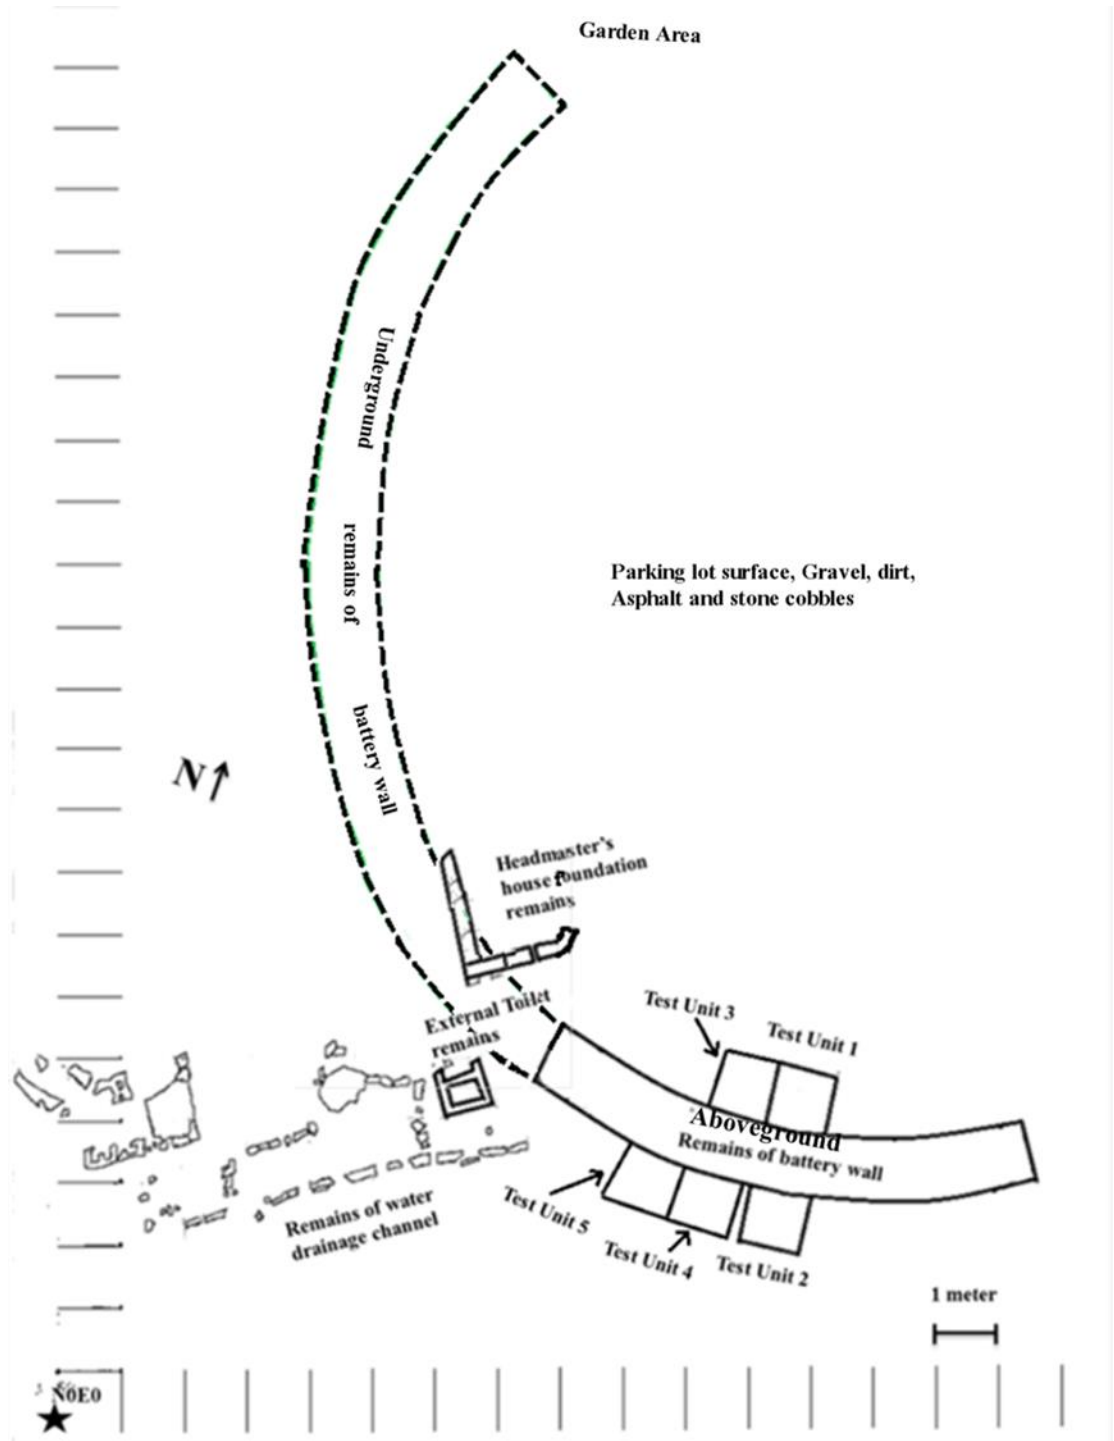 Garden Area
Underground
remains of
battery wall
Parking lot surface, Gravel, dirt,
Asphalt and stone cobbles
N
Headmaster's
house foundation
remains
External Toilet
remains
Test Unit 3
Test Unit 1
Aboveground
Remains of battery wall
Test Unit 5
Test Unit 4
Test Unit 2
Remains of water
drainage channel
1 meter
N0E0